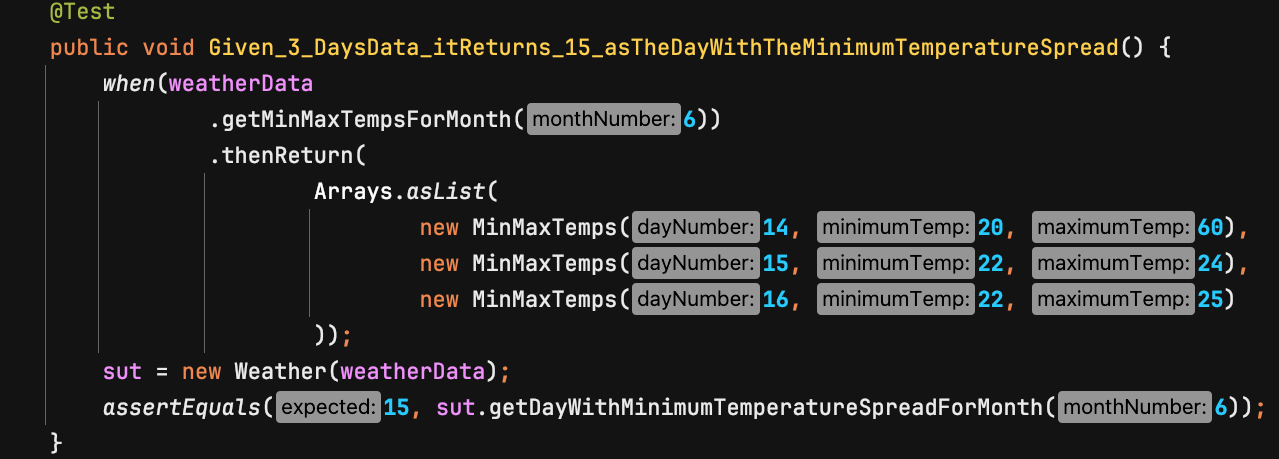 @Test
public void Given_3_DaysData_itReturns_15_asTheDayWithTheMinimumTemperatureSpread() {
when(weatherData
.getMinMaxTempsForMonth( monthNumber: 6))
.thenReturn(
Arrays.asList(
new MinMaxTemps( dayNumber: 14, minimumTemp: 20, maximumTemp: 60),
new MinMaxTemps( dayNumber: 15, minimumTemp: 22, maximumTemp: 24),
new MinMaxTemps( dayNumber: 16, minimumTemp: 22, maximumTemp: 25)
));
sut = new Weather(weatherData);
assertEquals( expected: 15, sut.getDayWithMinimumTemperatureSpreadForMonth( monthNumber: 6));
}